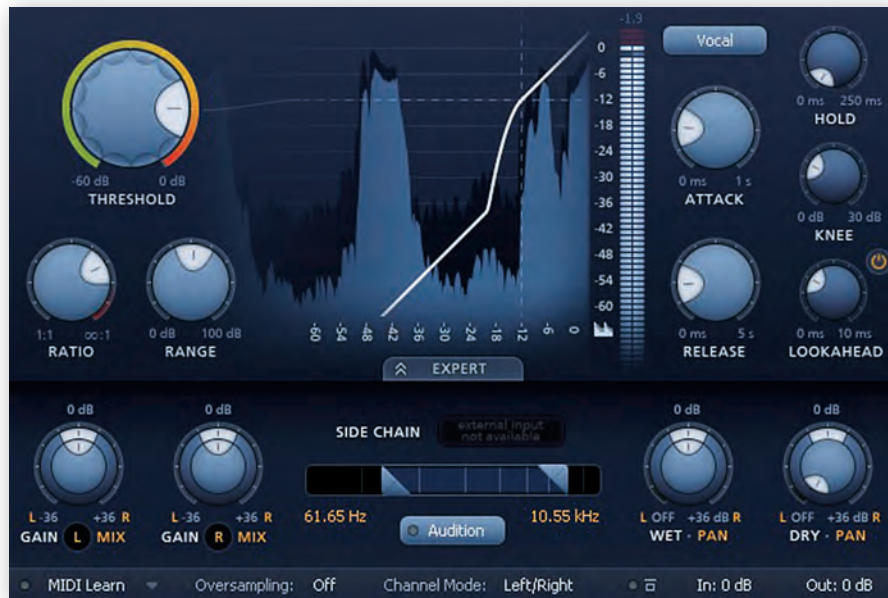 -1.9
Vocal
0
-6
-12
-18
-24
-30
-36
-42
-48
-54
-60
-60 dB 0 dB
THRESHOLD
0 ms 250 ms
HOLD
0 ms 1 s
ATTACK
0 dB 30 dB
KNEE
1:1 ∞:1
RATIO
0 dB 100 dB
RANGE
-60 -54 -48 -42 -36 -30 -24 -18 -12 -6 0
0 ms 5 s
RELEASE
0 ms 10 ms
LOOKAHEAD
EXPERT
0 dB 0 dB 0 dB 0 dB
SIDE CHAIN
external input
not available
L -36 +36 R
GAIN L MIX
L -36 +36 R
GAIN R MIX
61.65 Hz 10.55 kHz
Audition
L OFF +36 dB R
WET · PAN
L OFF +36 dB R
DRY · PAN
MIDI Learn Oversampling: Off Channel Mode: Left/Right In: 0 dB Out: 0 dB